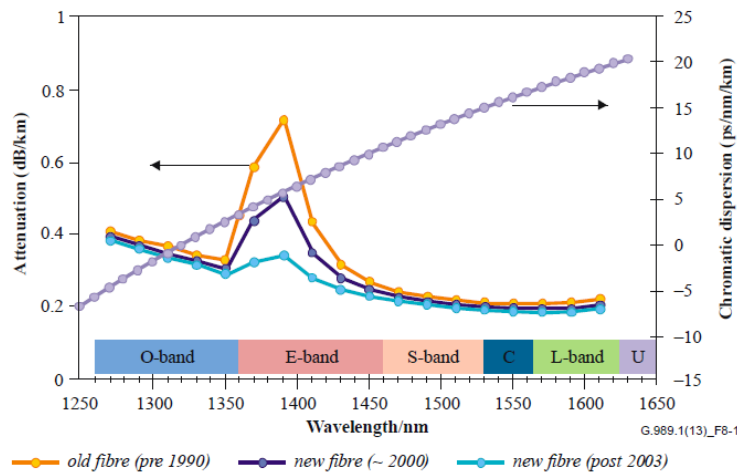 1
0.8
0.6
0.4
0.2
0
Attenuation (dB/km)
25
20
15
10
5
0
−5
−10
−15
Chromatic dispersion (ps/nm/km)
O-band
E-band
S-band
C
L-band
U
1250
1300
1350
1400
1450
1500
1550
1600
1650
Wavelength/nm
G.989.1(13)_F8-1
old fibre (pre 1990)
new fibre (~ 2000)
new fibre (post 2003)